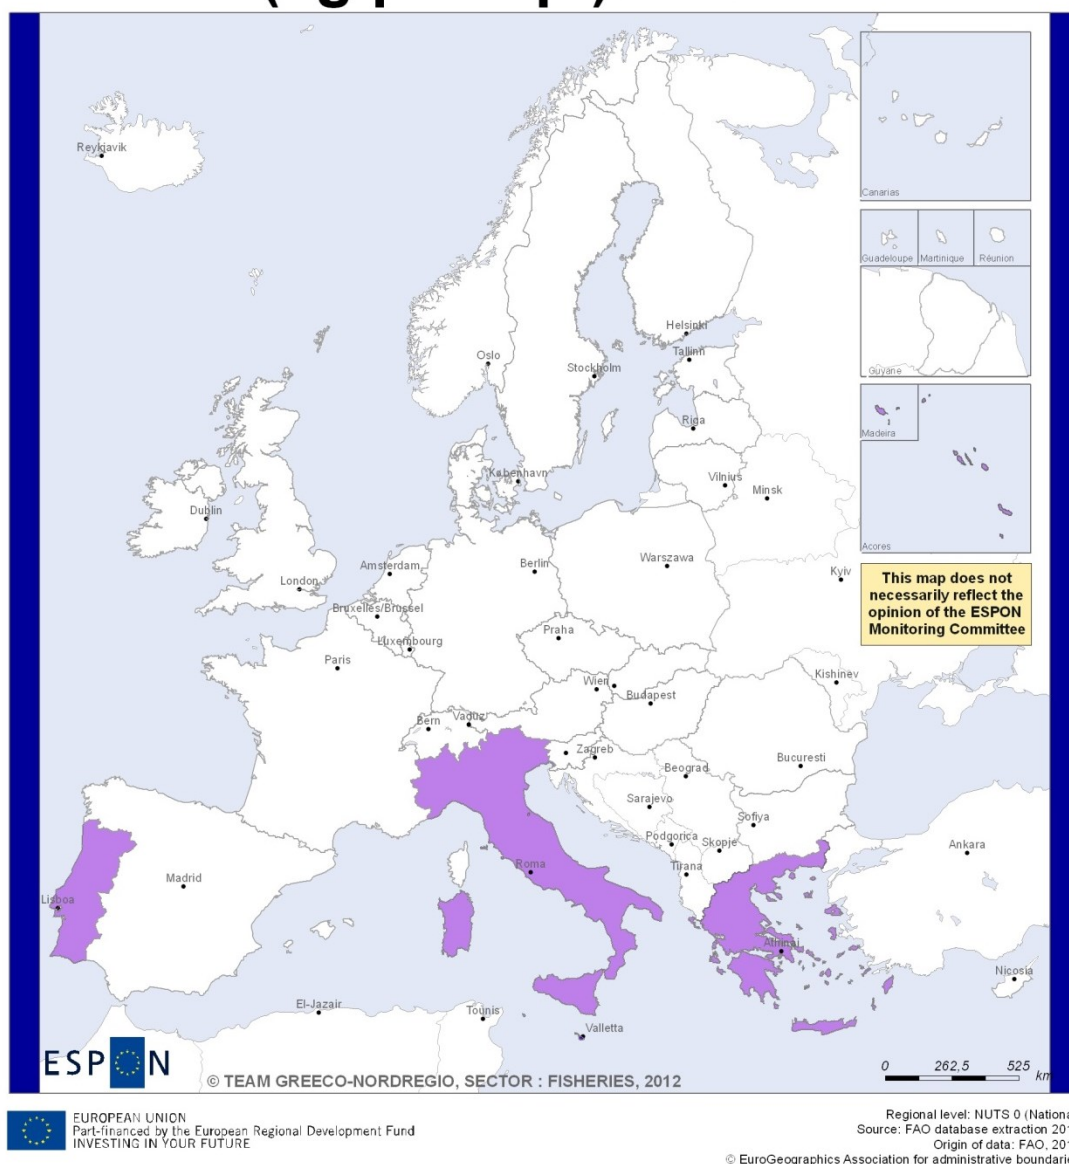 Reykjavik
Canarias
Guadeloupe
Martinique
Réunion
Helsinki
Tallinn
Oslo
Stockholm
Guyane
Riga
Madeira
København
Vilnius
Minsk
Dublin
Acores
Amsterdam
Berlin
Warszawa
Kyiv
This map does not
necessarily reflect the
opinion of the ESPON
Monitoring Committee
London
Bruxelles/Brussel
Praha
Luxembourg
Paris
Kishinev
Wien
Budapest
Bern
Vaduz
Zagreb
Bucuresti
Beograd
Sarajevo
Sofiya
Podgorica
Skopje
Ankara
Roma
Tirana
Madrid
Lisboa
Athinai
Nicosia
El-Jazair
Tounis
Valletta
ESPON
© TEAM GREECO-NORDREGIO, SECTOR : FISHERIES, 2012
0 262,5 525
km
EUROPEAN UNION
Part-financed by the European Regional Development Fund
INVESTING IN YOUR FUTURE
Regional level: NUTS 0 (Nationa
Source: FAO database extraction 201
Origin of data: FAO, 201
© EuroGeographics Association for administrative boundarie